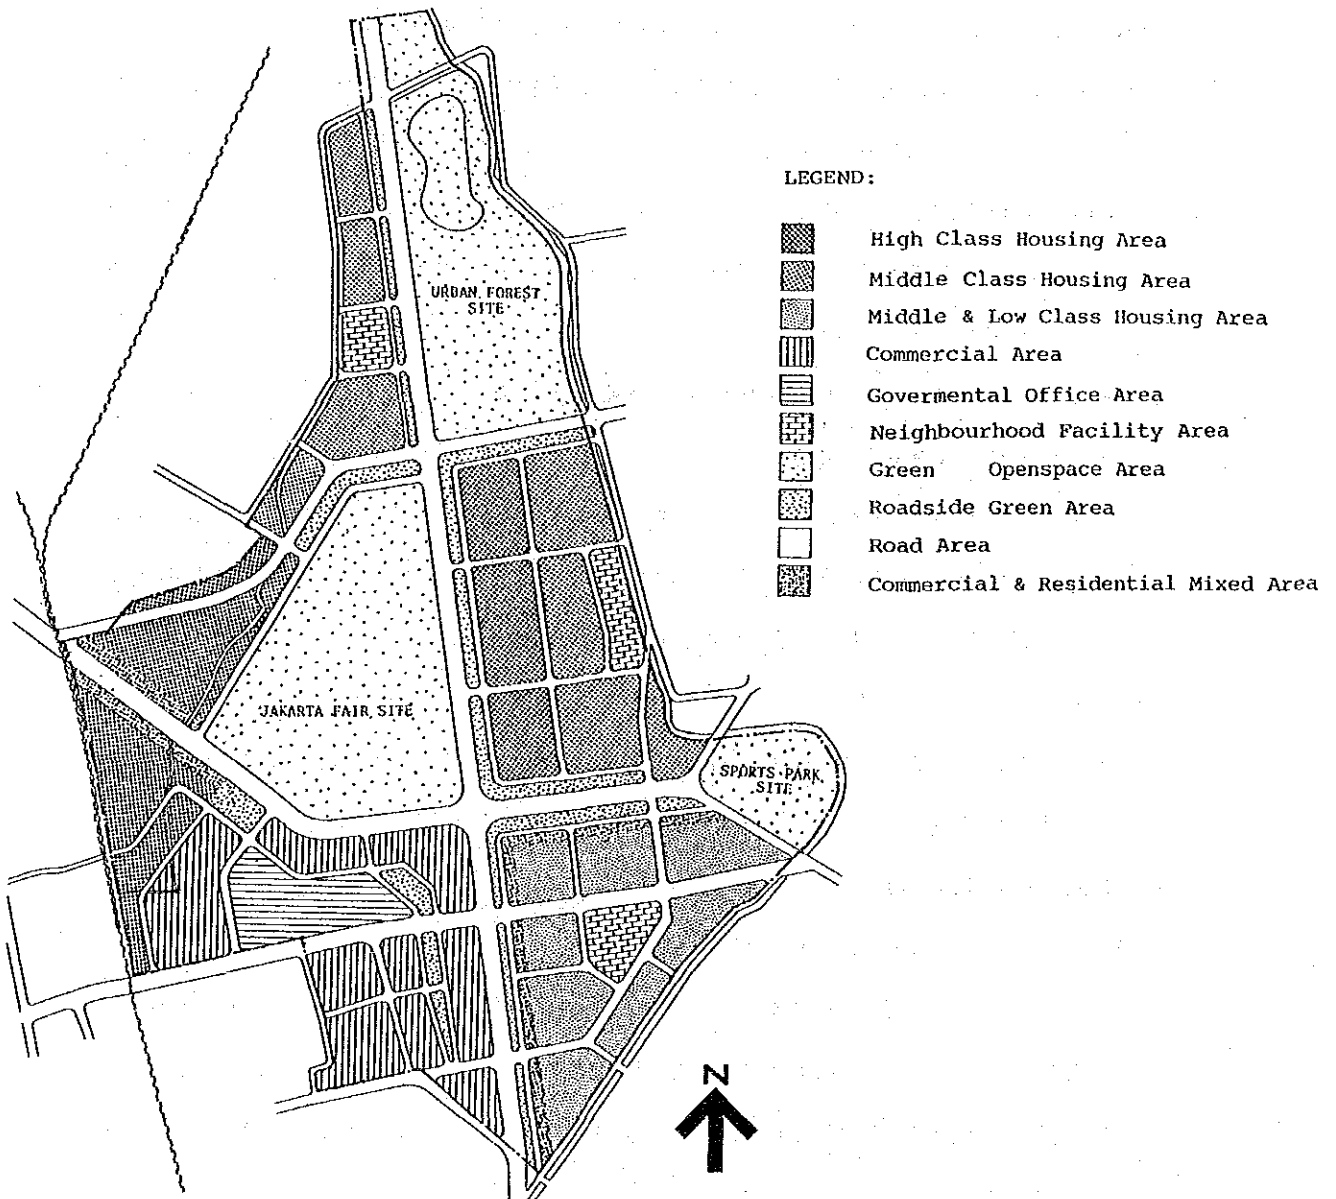 LEGEND:
High Class Housing Area
Middle Class Housing Area
Middle & Low Class Housing Area
Commercial Area
Govermental Office Area
Neighbourhood Facility Area
Green Openspace Area
Roadside Green Area
Road Area
Commercial & Residential Mixed Area
URBAN FOREST
SITE
JAKARTA FAIR SITE
SPORTS PARK
SITE
N